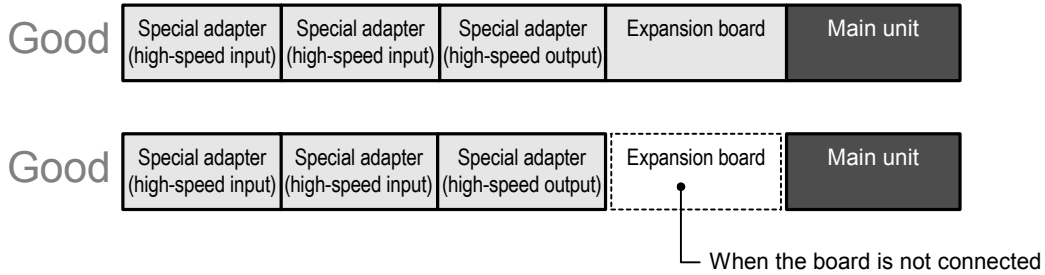 Good
Special adapter
(high-speed input)
Special adapter
(high-speed input)
Special adapter
(high-speed output)
Expansion board
Main unit
Good
Special adapter
(high-speed input)
Special adapter
(high-speed input)
Special adapter
(high-speed output)
Expansion board
Main unit
When the board is not connected